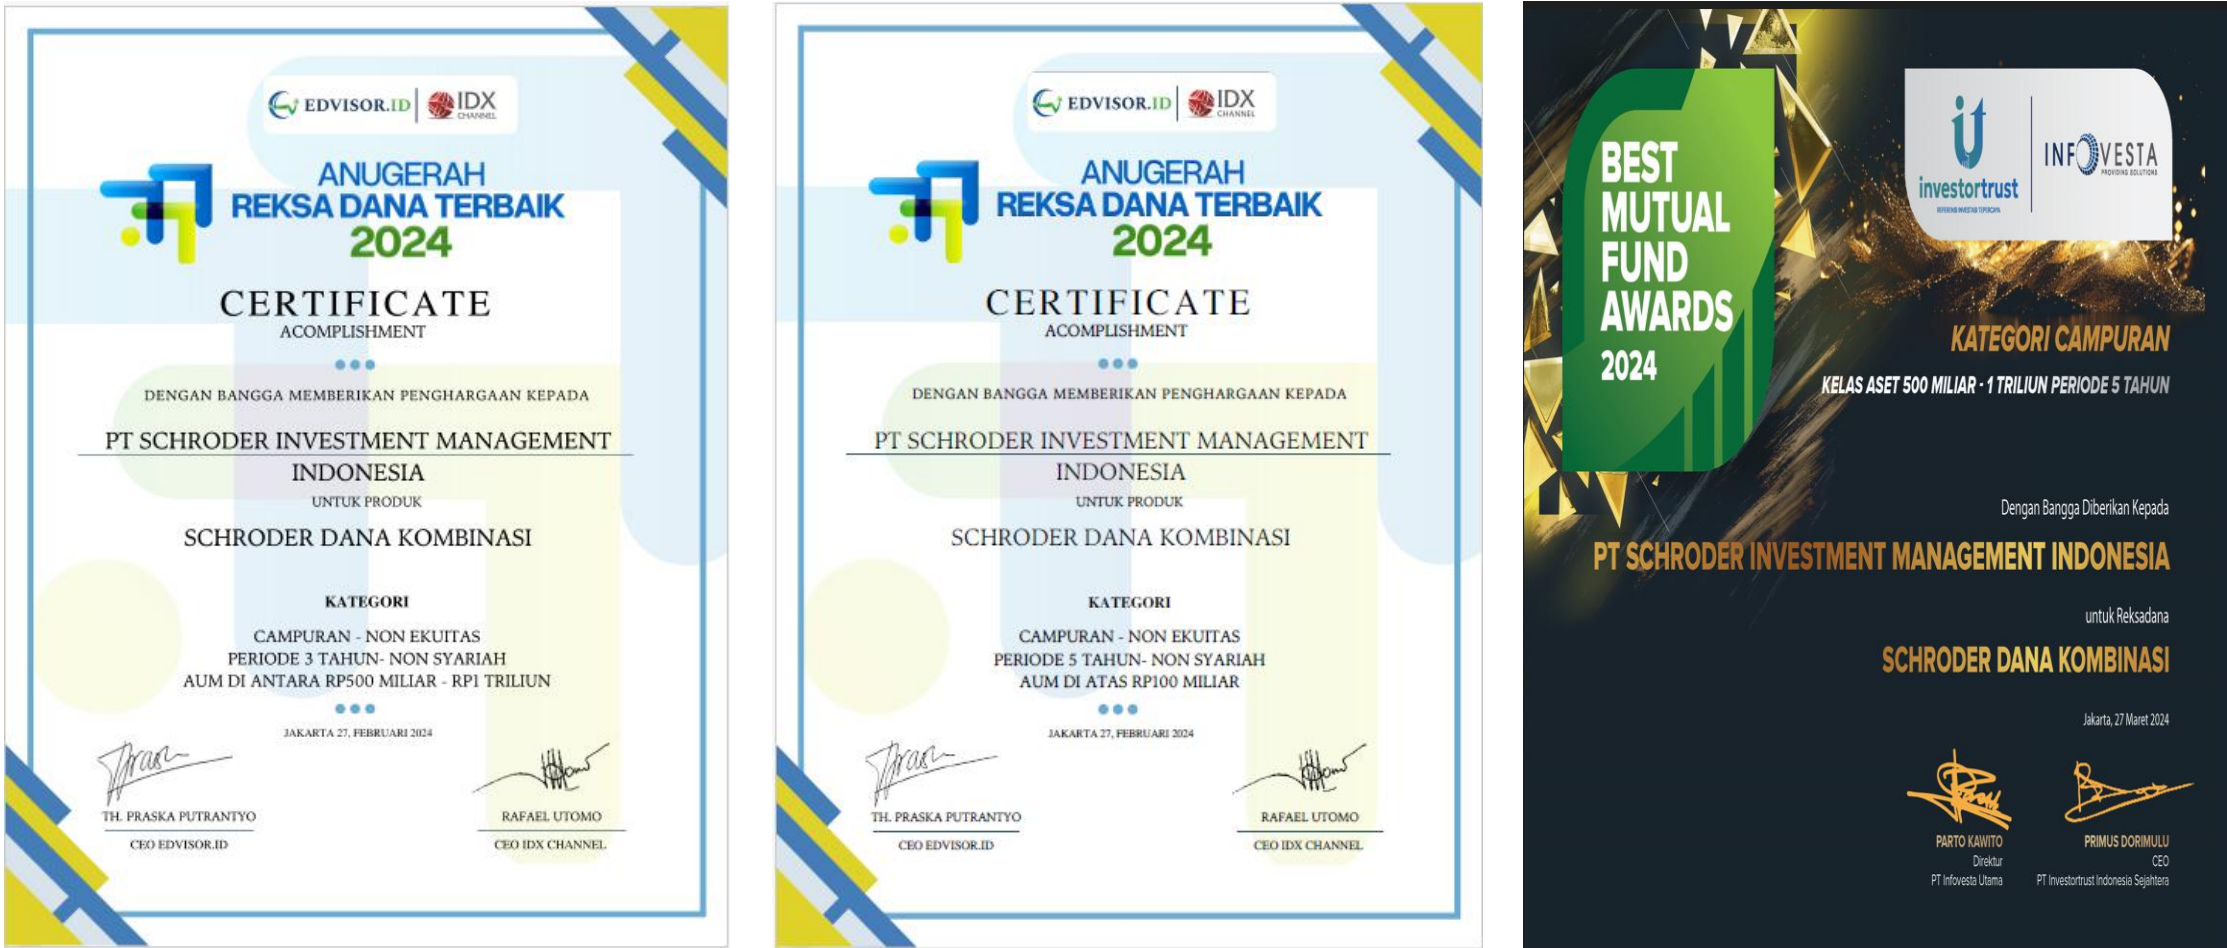 EDVISOR.ID
IDX
CHANNEL
ANUGERAH
REKSA DANA TERBAIK
2024
CERTIFICATE
ACOMPLISHMENT
DENGAN BANGGA MEMBERIKAN PENGHARGAAN KEPADA
PT SCHRODER INVESTMENT MANAGEMENT
INDONESIA
UNTUK PRODUK
SCHRODER DANA KOMBINASI
KATEGORI
CAMPURAN - NON EKUITAS
PERIODE 3 TAHUN- NON SYARIAH
AUM DI ANTARA RP500 MILIAR - RP1 TRILIUN
JAKARTA 27, FEBRUARI 2024
TH. PRASKA PUTRANTYO
CEO EDVISOR.ID
RAFAEL UTOMO
CEO IDX CHANNEL
EDVISOR.ID
IDX
CHANNEL
ANUGERAH
REKSA DANA TERBAIK
2024
CERTIFICATE
ACOMPLISHMENT
DENGAN BANGGA MEMBERIKAN PENGHARGAAN KEPADA
PT SCHRODER INVESTMENT MANAGEMENT
INDONESIA
UNTUK PRODUK
SCHRODER DANA KOMBINASI
KATEGORI
CAMPURAN - NON EKUITAS
PERIODE 5 TAHUN- NON SYARIAH
AUM DI ATAS RP100 MILIAR
JAKARTA 27, FEBRUARI 2024
TH. PRASKA PUTRANTYO
CEO EDVISOR.ID
RAFAEL UTOMO
CEO IDX CHANNEL
BEST
MUTUAL
FUND
AWARDS
2024
investortrust
INFOVESTA
PROVIDING SOLUTIONS
KATEGORI CAMPURAN
KELAS ASET 500 MILIAR - 1 TRILIUN PERIODE 5 TAHUN
Dengan Bangga Diberikan Kepada
PT SCHRODER INVESTMENT MANAGEMENT INDONESIA
untuk Reksadana
SCHRODER DANA KOMBINASI
Jakarta, 27 Maret 2024
PARTO KAWITO
Direktur
PT Infovesta Utama
PRIMUS DORIMULU
CEO
PT Investortrust Indonesia Sejahtera